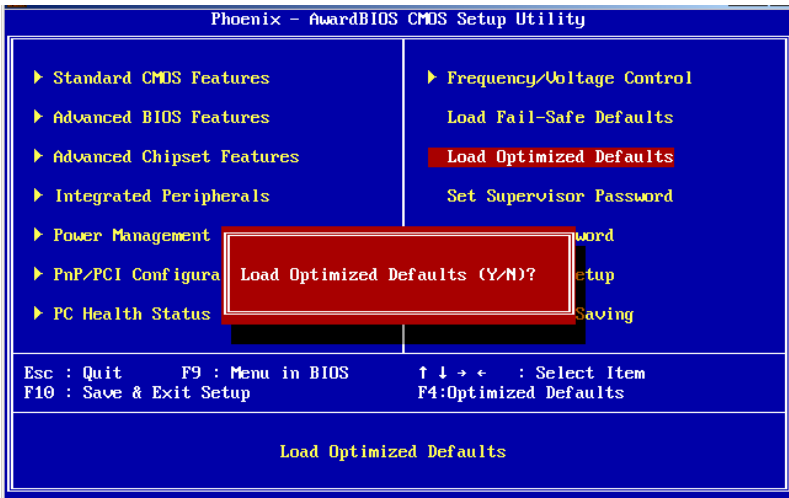 Phoenix - AwardBIOS CMOS Setup Utility
Standard CMOS Features
Advanced BIOS Features
Advanced Chipset Features
Integrated Peripherals
Power Management
PnP/PCI Configura
PC Health Status
Frequency/Voltage Control
Load Fail-Safe Defaults
Load Optimized Defaults
Set Supervisor Password
word
etup
Saving
Load Optimized Defaults (Y/N)?
Esc : Quit F9 : Menu in BIOS ↑ ↓ → ← : Select Item
F10 : Save & Exit Setup F4:Optimized Defaults
Load Optimized Defaults